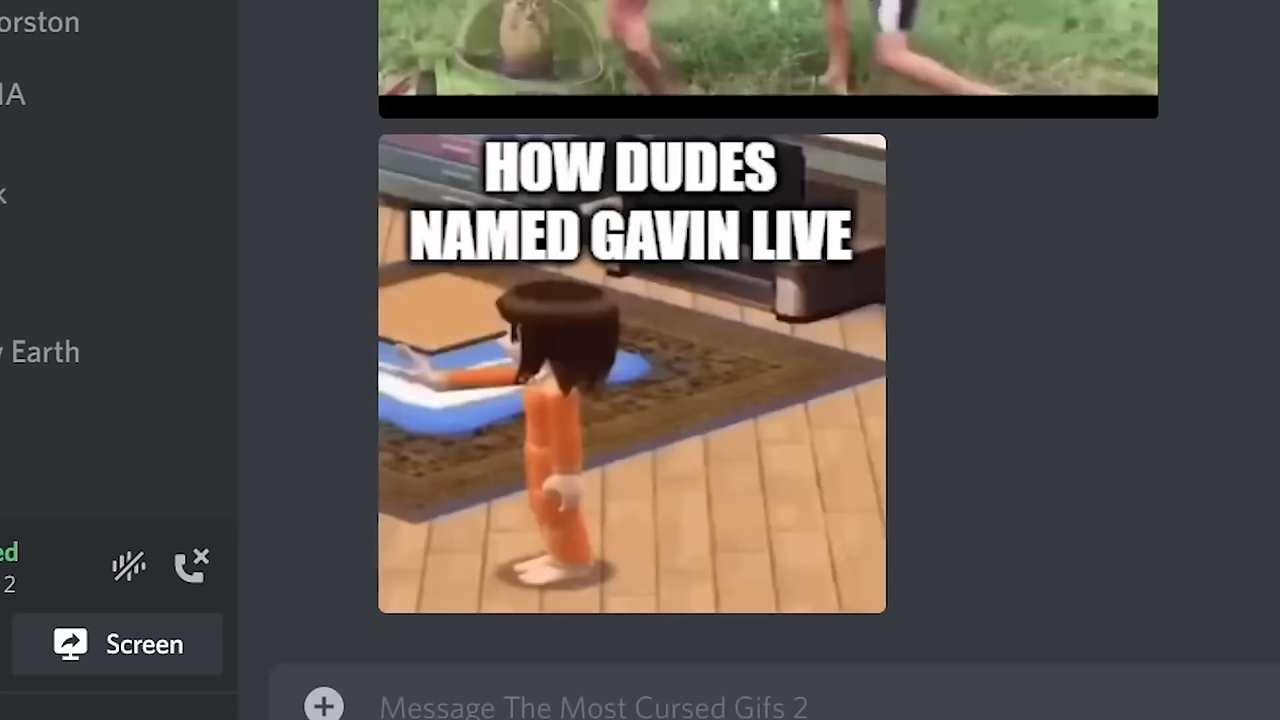 orston
IA
k
HOW DUDES
NAMED GAVIN LIVE
y Earth
ed
2
Screen
Message The Most Cursed Gifs 2